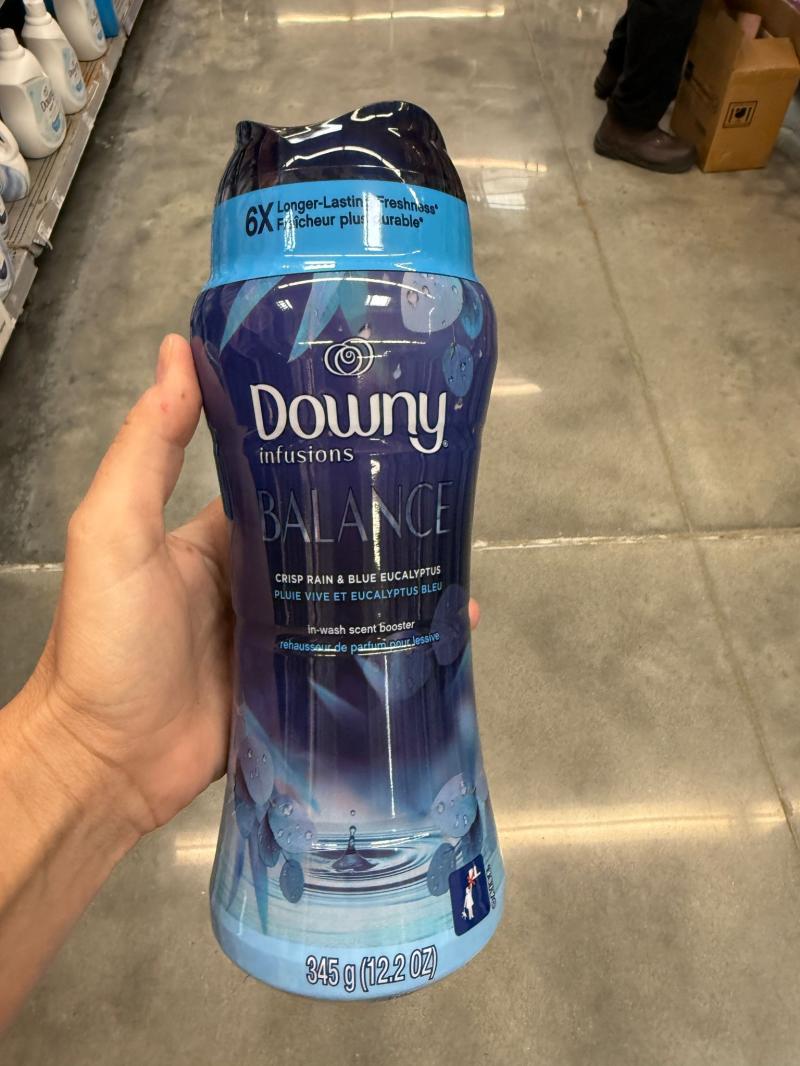 6X Longer-Lasting Freshness*
Fraîcheur plus durable*
Downy
infusions
BALANCE
CRISP RAIN & BLUE EUCALYPTUS
PLUIE VIVE ET EUCALYPTUS BLEU
in-wash scent booster
rehausseur de parfum pour lessive
345 g (12.2 OZ)